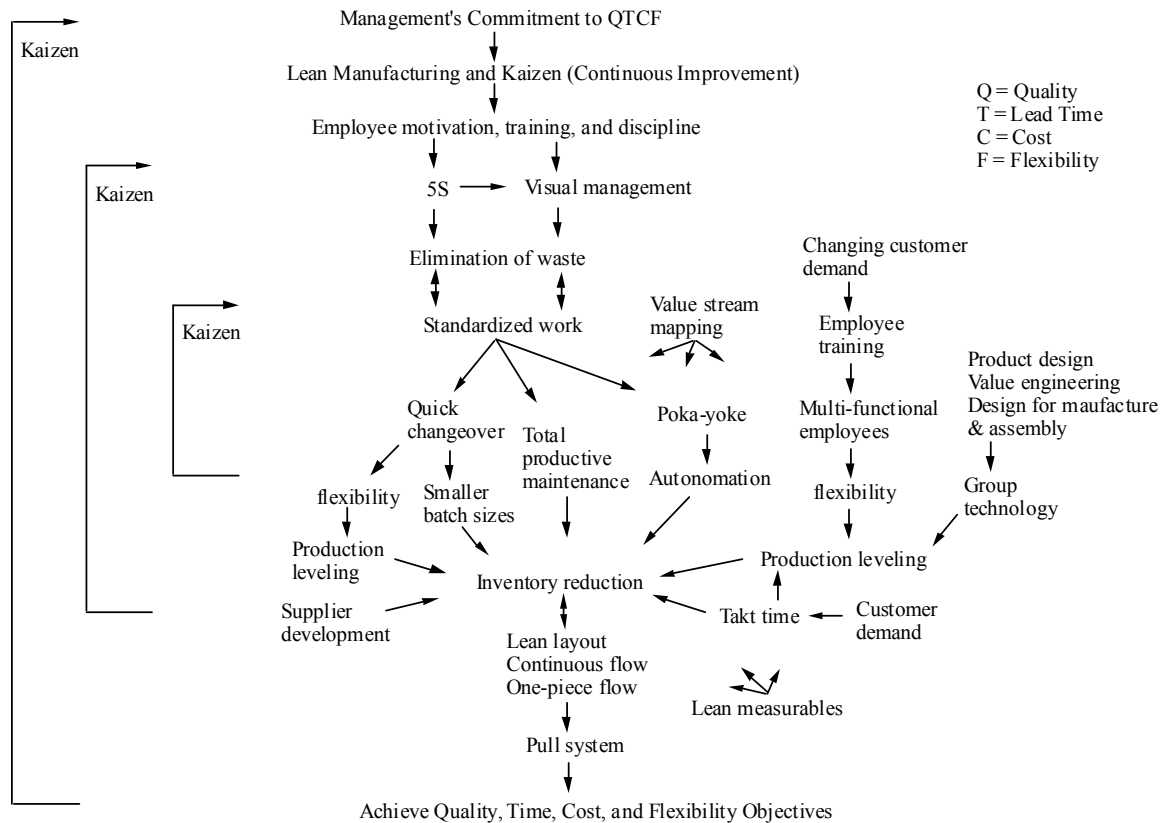 Management's Commitment to QTCF
Kaizen
Lean Manufacturing and Kaizen (Continuous Improvement)
Q = Quality
T = Lead Time
C = Cost
F = Flexibility
Employee motivation, training, and discipline
Kaizen
5S
Visual management
Elimination of waste
Changing customer
demand
Kaizen
Standardized work
Value stream
mapping
Employee
training
Product design
Value engineering
Design for maufacture
& assembly
Quick
changeover
Total
productive
maintenance
Poka-yoke
Multi-functional
employees
flexibility
Smaller
batch sizes
Autonomation
flexibility
Group
technology
Production
leveling
Inventory reduction
Production leveling
Supplier
development
Takt time
Customer
demand
Lean layout
Continuous flow
One-piece flow
Lean measurables
Pull system
Achieve Quality, Time, Cost, and Flexibility Objectives